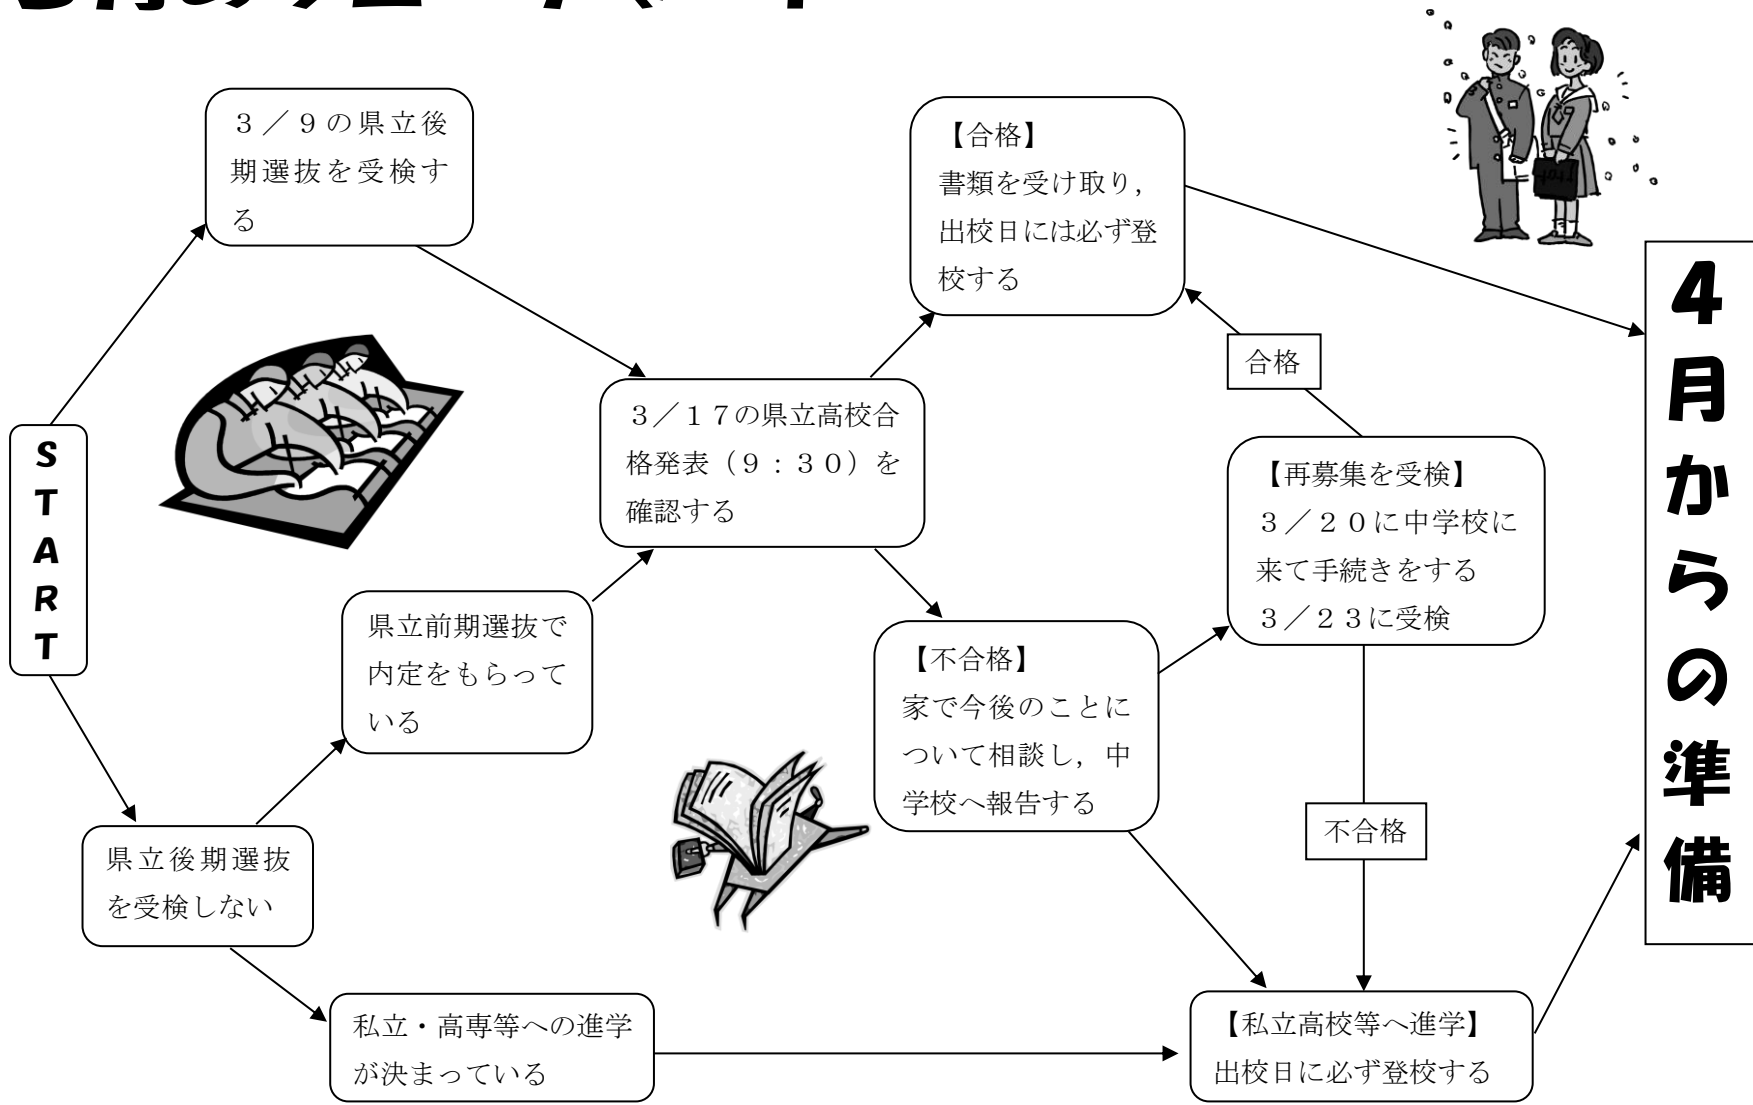 ３／９の県立後
期選抜を受検す
る
【合格】
書類を受け取り，
出校日には必ず登
校する
合格
３／１７の県立高校合
格発表（９：３０）を
確認する
START
【再募集を受検】
３／２０に中学校に
来て手続きをする
３／２３に受検
県立前期選抜で
内定をもらって
いる
【不合格】
家で今後のことに
ついて相談し，中
学校へ報告する
不合格
県立後期選抜
を受検しない
私立・高専等への進学
が決まっている
【私立高校等へ進学】
出校日に必ず登校する
４月からの準備